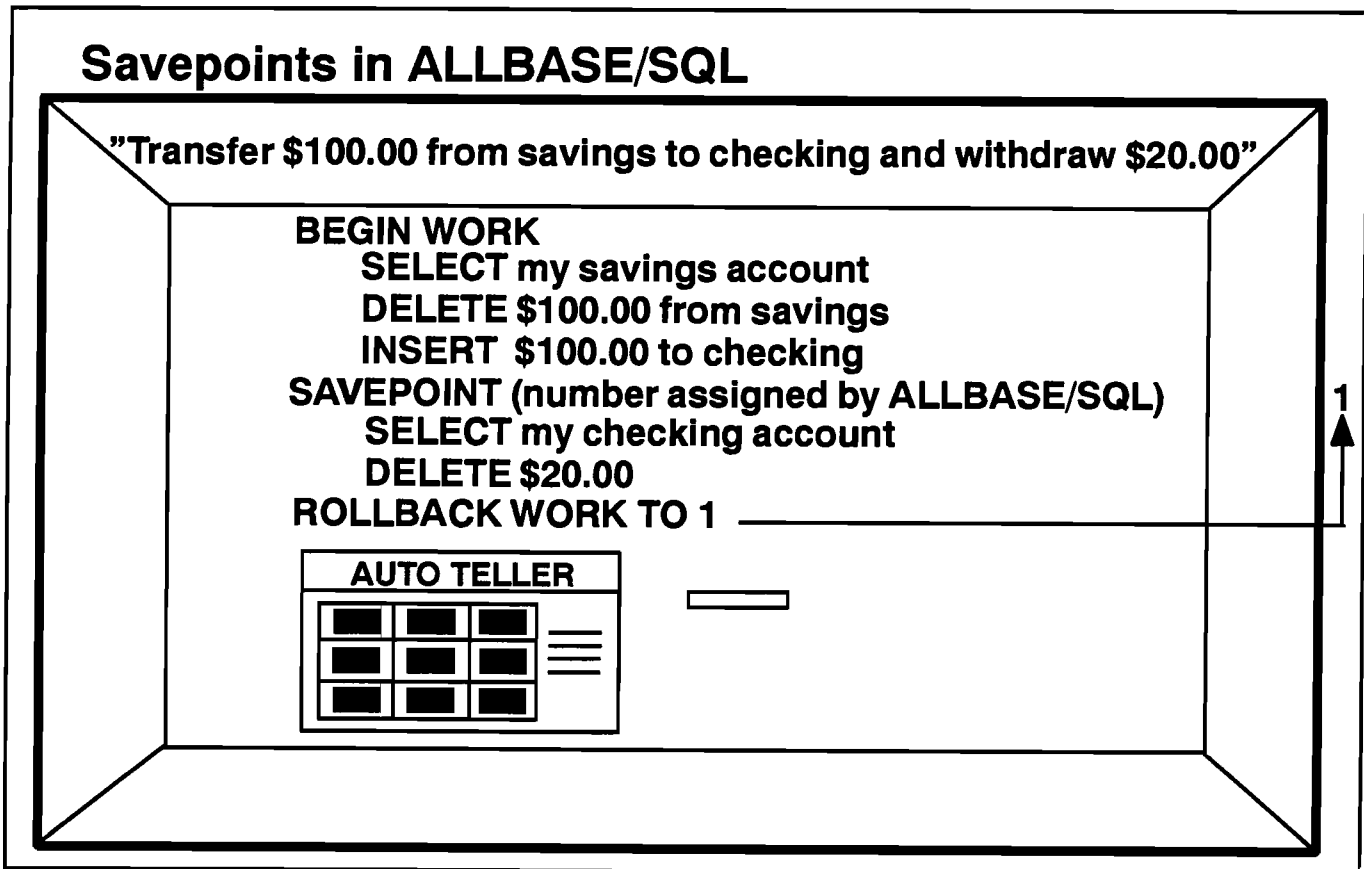 Savepoints in ALLBASE/SQL
”Transfer $100.00 from savings to checking and withdraw $20.00”
BEGIN WORK
SELECT my savings account
DELETE $100.00 from savings
INSERT $100.00 to checking
SAVEPOINT (number assigned by ALLBASE/SQL)
1
SELECT my checking account
DELETE $20.00
ROLLBACK WORK TO 1
AUTO TELLER